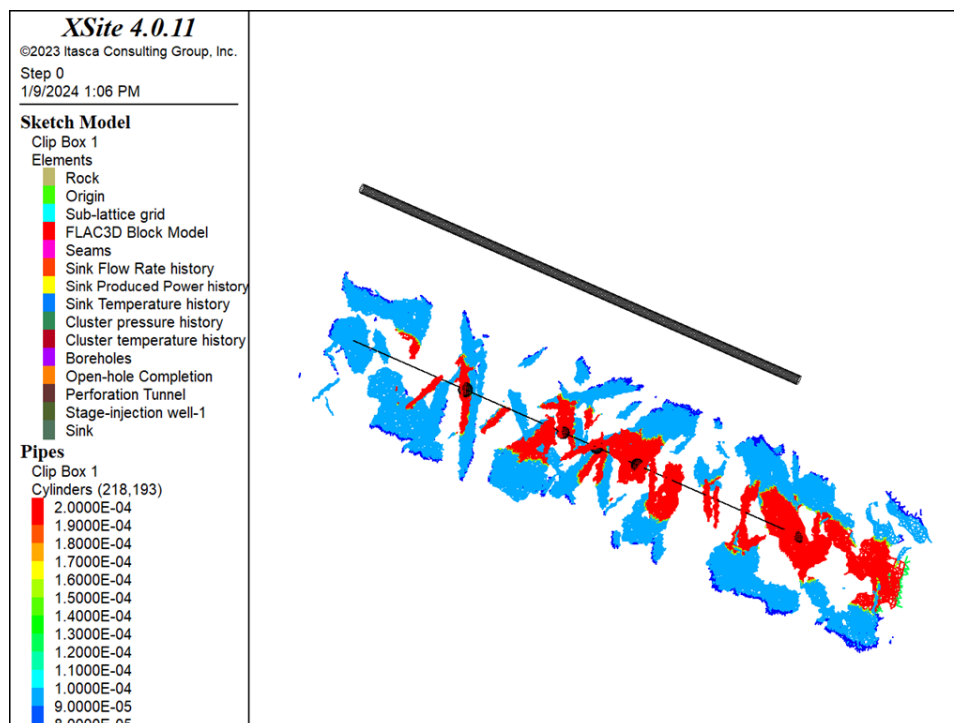 XSite 4.0.11
©2023 Itasca Consulting Group, Inc.
Step 0
1/9/2024 1:06 PM
Sketch Model
Clip Box 1
Elements
Rock
Origin
Sub-lattice grid
FLAC3D Block Model
Seams
Sink Flow Rate history
Sink Produced Power history
Sink Temperature history
Cluster pressure history
Cluster temperature history
Boreholes
Open-hole Completion
Perforation Tunnel
Stage-injection well-1
Sink
Pipes
Clip Box 1
Cylinders (218,193)
2.0000E-04
1.9000E-04
1.8000E-04
1.7000E-04
1.6000E-04
1.5000E-04
1.4000E-04
1.3000E-04
1.2000E-04
1.1000E-04
1.0000E-04
9.0000E-05
8.0000E-05